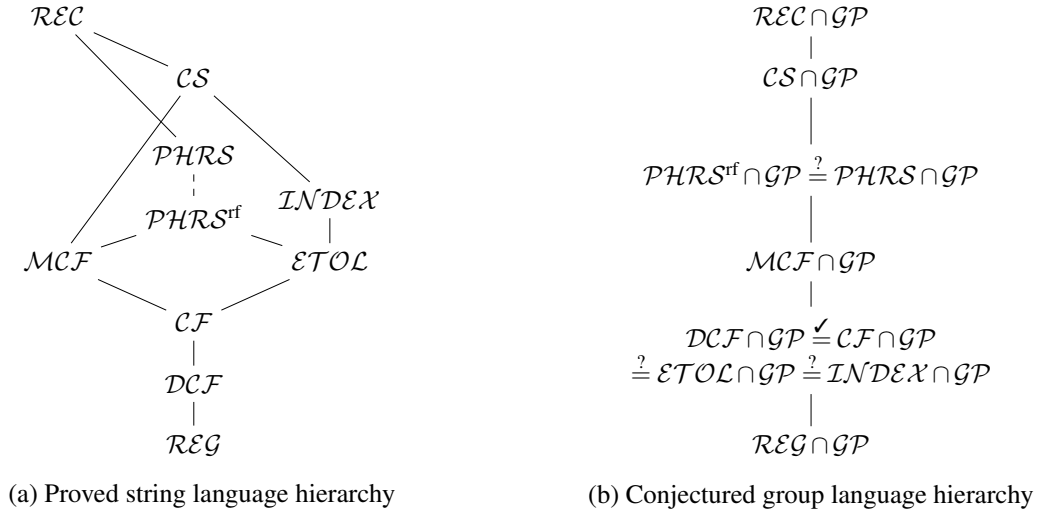 REC
CS
PHRS
PHRS^rf
INDEX
MCF
ETOL
CF
DCF
REG
(a) Proved string language hierarchy
REC ∩ GP
CS ∩ GP
PHRS^rf ∩ GP ≟ PHRS ∩ GP
MCF ∩ GP
DCF ∩ GP =^✓ CF ∩ GP
≟ ETOL ∩ GP ≟ INDEX ∩ GP
REG ∩ GP
(b) Conjectured group language hierarchy